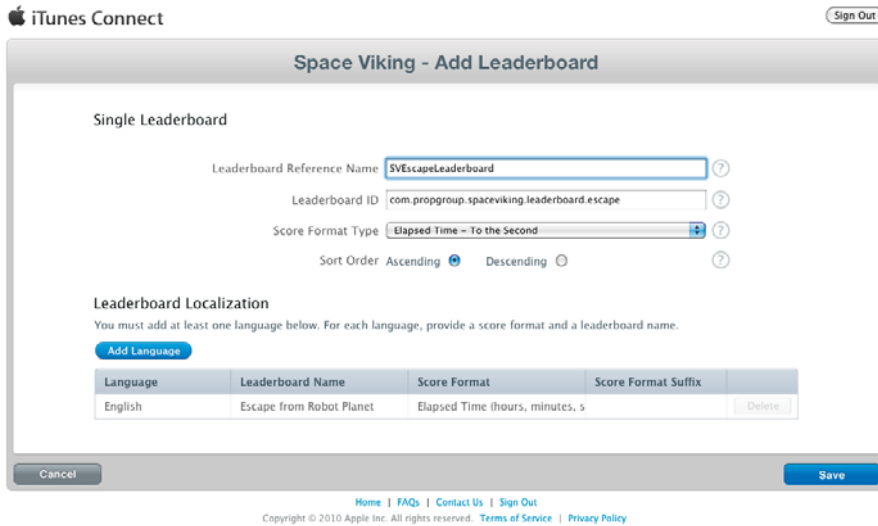 iTunes Connect
Sign Out
Space Viking - Add Leaderboard
Single Leaderboard
Leaderboard Reference Name SVEscapeLeaderboard ?
Leaderboard ID com.propgroup.spaceviking.leaderboard.escape ?
Score Format Type Elapsed Time – To the Second ?
Sort Order Ascending Descending ?
Leaderboard Localization
You must add at least one language below. For each language, provide a score format and a leaderboard name.
Add Language
Language Leaderboard Name Score Format Score Format Suffix
English Escape from Robot Planet Elapsed Time (hours, minutes, s Delete
Cancel Save
Home | FAQs | Contact Us | Sign Out
Copyright © 2010 Apple Inc. All rights reserved. Terms of Service | Privacy Policy